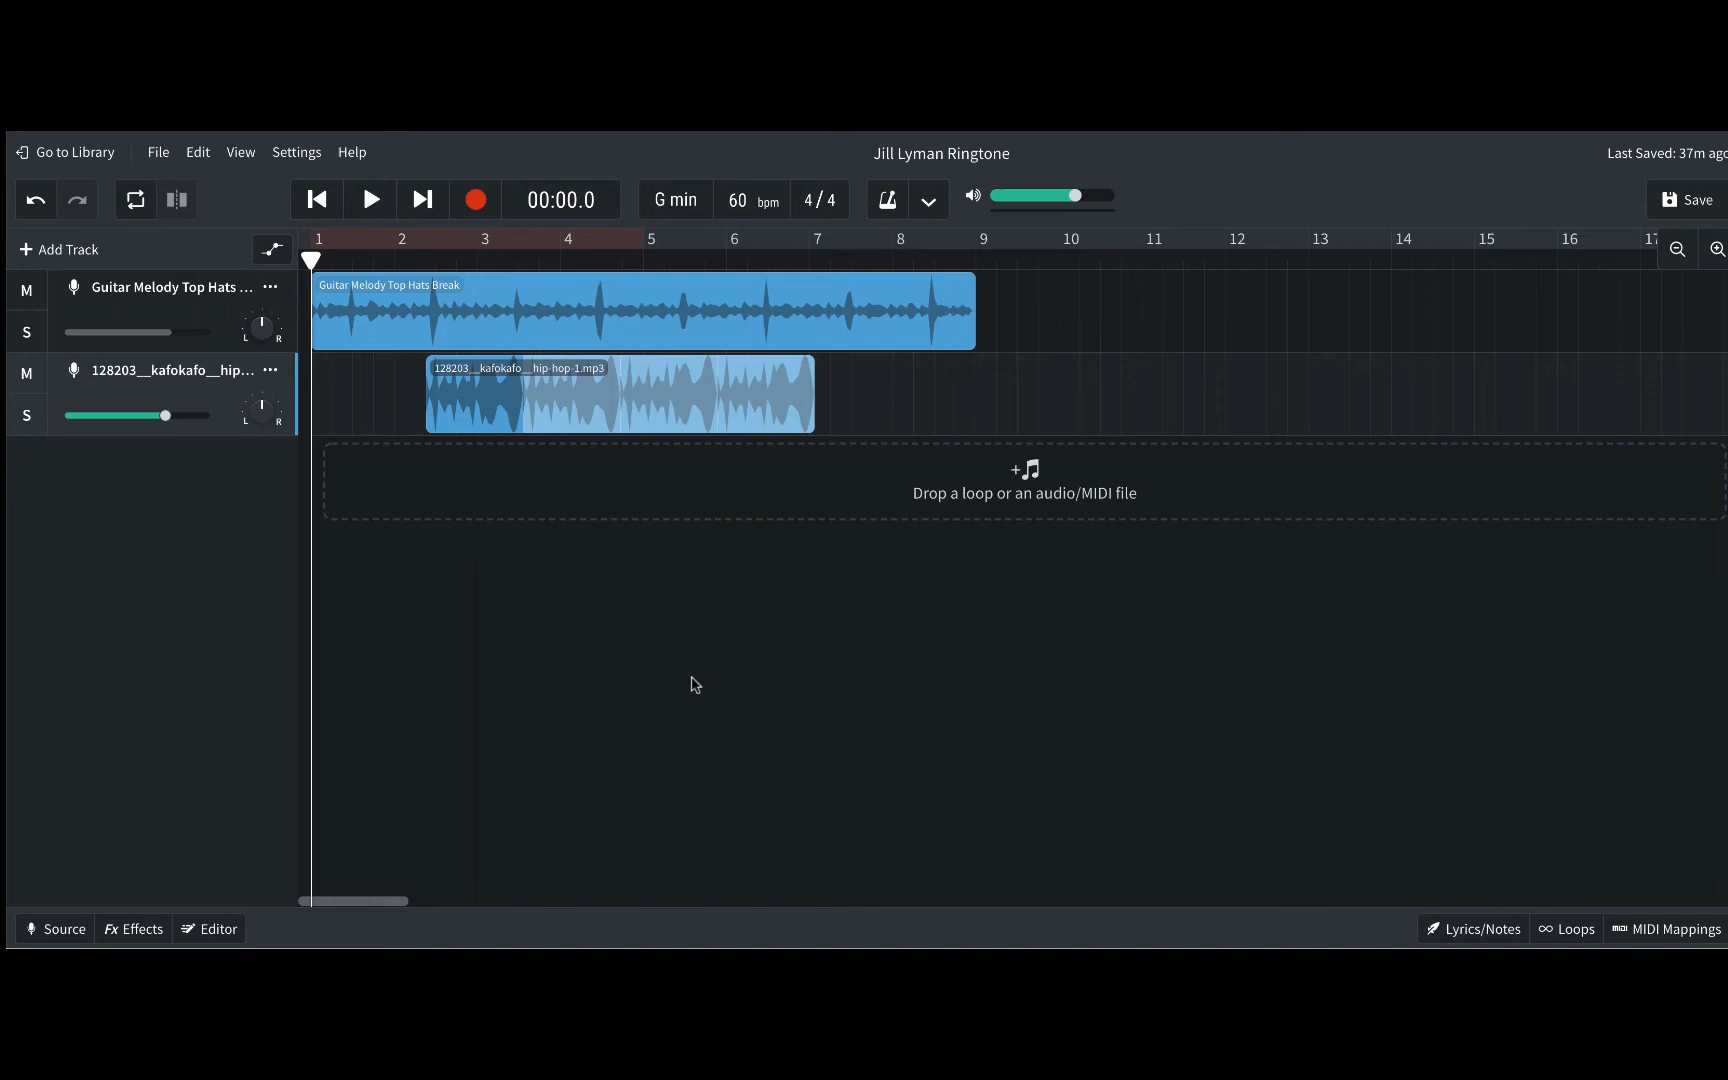 Go to Library File Edit View Settings Help Jill Lyman Ringtone Last Saved: 37m ago
00:00.0 G min 60 bpm 4 / 4 Save
Add Track 1 2 3 4 5 6 7 8 9 10 11 12 13 14 15 16 17
M Guitar Melody Top Hats ... Guitar Melody Top Hats Break
S L R
M 128203__kafokafo__hip... 128203__kafokafo__hip-hop-1.mp3
S L R
Drop a loop or an audio/MIDI file
Source Fx Effects Editor Lyrics/Notes Loops MIDI MIDI Mappings